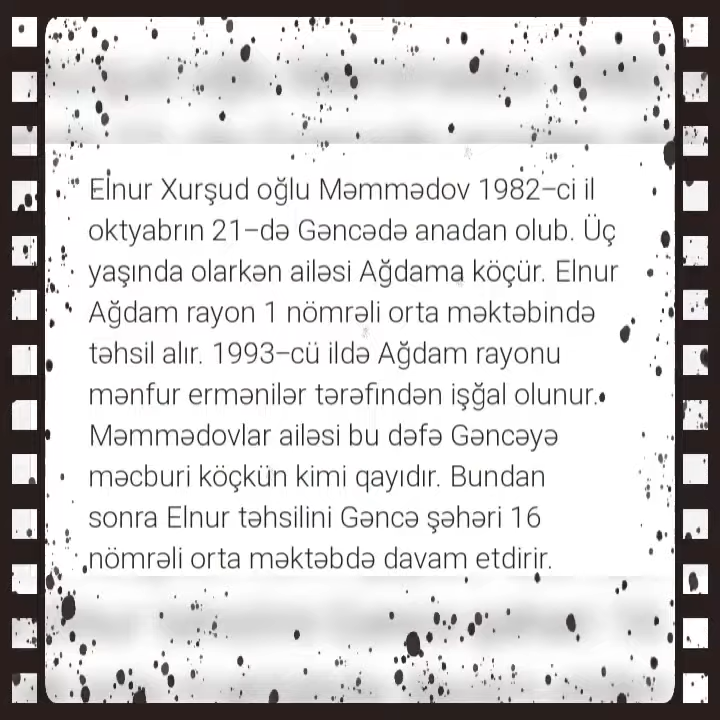 Elnur Xurşud oğlu Məmmədov 1982–ci il
oktyabrın 21–də Gəncədə anadan olub. Üç
yaşında olarkən ailəsi Ağdama köçür. Elnur
Ağdam rayon 1 nömrəli orta məktəbində
təhsil alır. 1993–cü ildə Ağdam rayonu
mənfur ermənilər tərəfindən işğal olunur.
Məmmədovlar ailəsi bu dəfə Gəncəyə
məcburi köçkün kimi qayıdır. Bundan
sonra Elnur təhsilini Gəncə şəhəri 16
nömrəli orta məktəbdə davam etdirir.